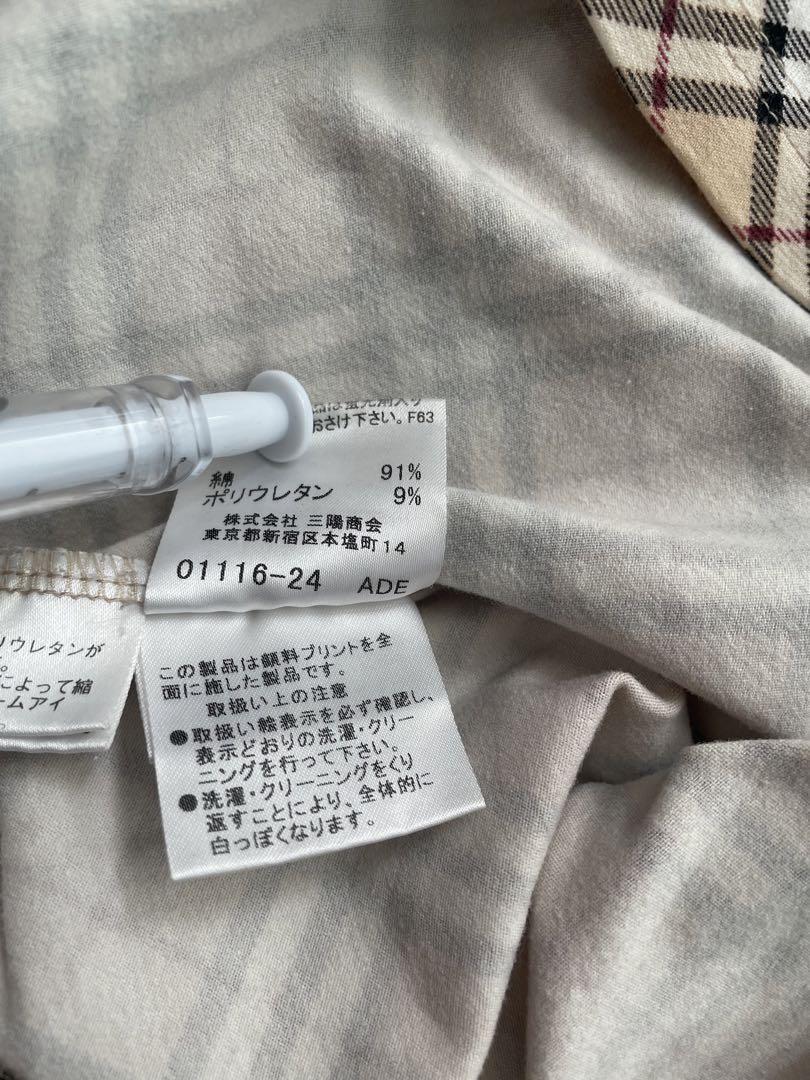 おさけ下さい。F63
綿 91%
ポリウレタン 9%
株式会社 三陽商会
東京都新宿区本塩町14
01116-24 ADE
リウレタンが
によって縮
ームアイ
この製品は顔料プリントを全
面に施した製品です。
取扱い上の注意
●取扱い絵表示を必ず確認し、
表示どおりの洗濯・クリー
ニングを行って下さい。
●洗濯・クリーニングをくり
返すことにより、全体的に
白っぽくなります。